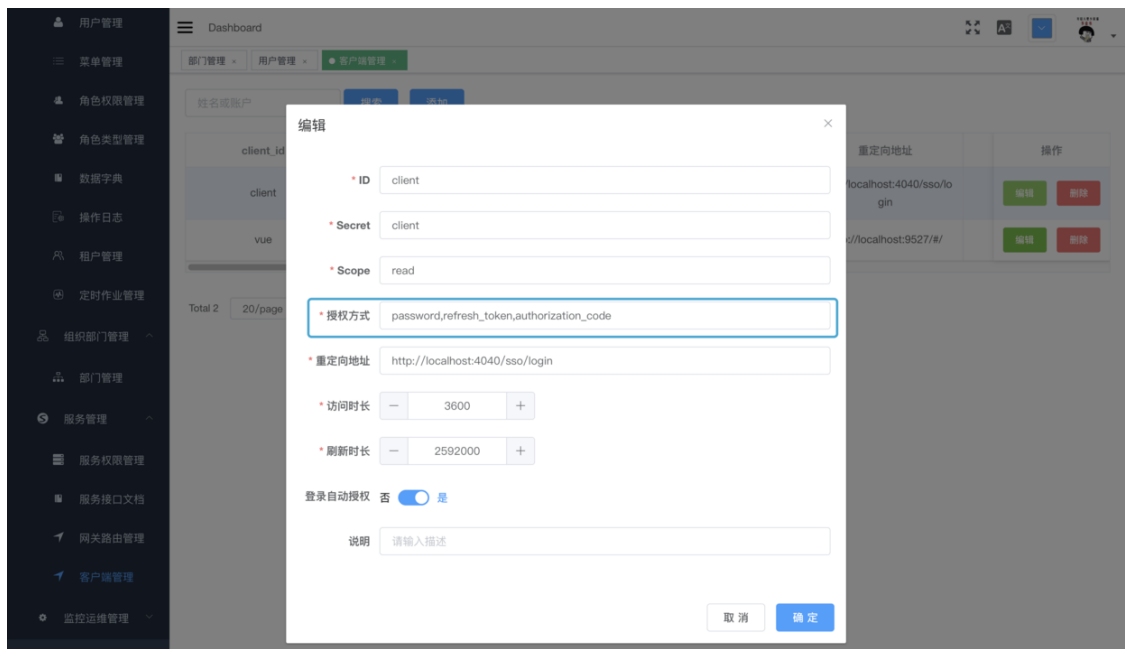 用户管理
菜单管理
角色权限管理
角色类型管理
数据字典
操作日志
租户管理
定时作业管理
组织部门管理
部门管理
服务管理
服务权限管理
服务接口文档
网关路由管理
客户端管理
监控运维管理
Dashboard
部门管理 × 用户管理 × 客户端管理 ×
姓名或账户 搜索 添加
client_id 重定向地址 操作
client /localhost:4040/sso/lo 编辑 删除
gin
vue ://localhost:9527/#/ 编辑 删除
Total 2 20/page
编辑 ×
* ID client
* Secret client
* Scope read
* 授权方式 password,refresh_token,authorization_code
* 重定向地址 http://localhost:4040/sso/login
* 访问时长 − 3600 +
* 刷新时长 − 2592000 +
登录自动授权 否 是
说明 请输入描述
取消 确定